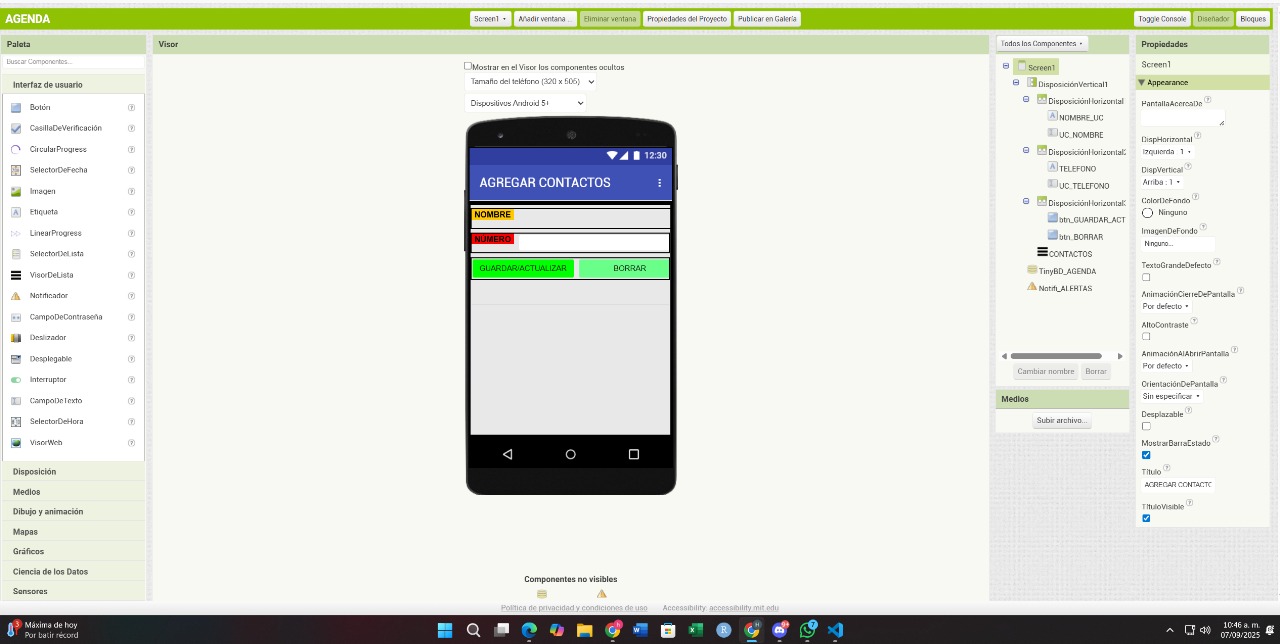 AGENDA
Screen1
Añadir ventana ...
Eliminar ventana
Propiedades del Proyecto
Publicar en Galería
Toggle Console
Diseñador
Bloques
Paleta
Buscar Componentes...
Interfaz de usuario
Botón
CasillaDeVerificación
CircularProgress
SelectorDeFecha
Imagen
Etiqueta
LinearProgress
SelectorDeLista
VisorDeLista
Notificador
CampoDeContraseña
Deslizador
Desplegable
Interruptor
CampoDeTexto
SelectorDeHora
VisorWeb
Disposición
Medios
Dibujo y animación
Mapas
Gráficos
Ciencia de los Datos
Sensores
Visor
Mostrar en el Visor los componentes ocultos
Tamaño del teléfono (320 x 505)
Dispositivos Android 5+
12:30
AGREGAR CONTACTOS
NOMBRE
NÚMERO
GUARDAR/ACTUALIZAR
BORRAR
Componentes no visibles
Política de privacidad y condiciones de uso
Accessibility: accessibility.mit.edu
Todos los Componentes
Screen1
DisposiciónVertical1
DisposiciónHorizontal
NOMBRE_UC
UC_NOMBRE
DisposiciónHorizontal2
TELEFONO
UC_TELEFONO
DisposiciónHorizontal3
btn_GUARDAR_ACT
btn_BORRAR
CONTACTOS
TinyBD_AGENDA
Notifi_ALERTAS
Cambiar nombre
Borrar
Medios
Subir archivo...
Propiedades
Screen1
Appearance
PantallaAcercaDe
DispHorizontal
Izquierda : 1
DispVertical
Arriba : 1
ColorDeFondo
Ninguno
ImagenDeFondo
Ninguno...
TextoGrandeDefecto
AnimaciónCierreDePantalla
Por defecto
AltoContraste
AnimaciónAlAbrirPantalla
Por defecto
OrientaciónDePantalla
Sin especificar
Desplazable
MostrarBarraEstado
Título
AGREGAR CONTACTO
TítuloVisible
3
Máxima de hoy
Por batir récord
10:46 a. m.
07/09/2025